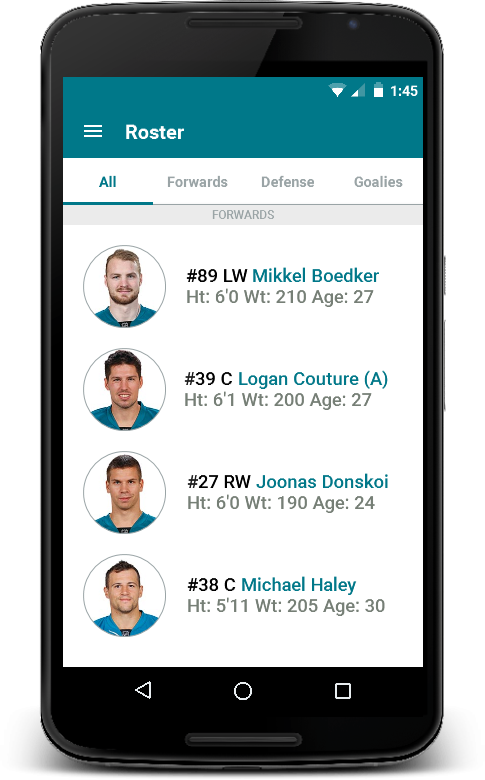 1:45
Roster
All Forwards Defense Goalies
FORWARDS
#89 LW Mikkel Boedker
Ht: 6'0 Wt: 210 Age: 27
#39 C Logan Couture (A)
Ht: 6'1 Wt: 200 Age: 27
#27 RW Joonas Donskoi
Ht: 6'0 Wt: 190 Age: 24
#38 C Michael Haley
Ht: 5'11 Wt: 205 Age: 30